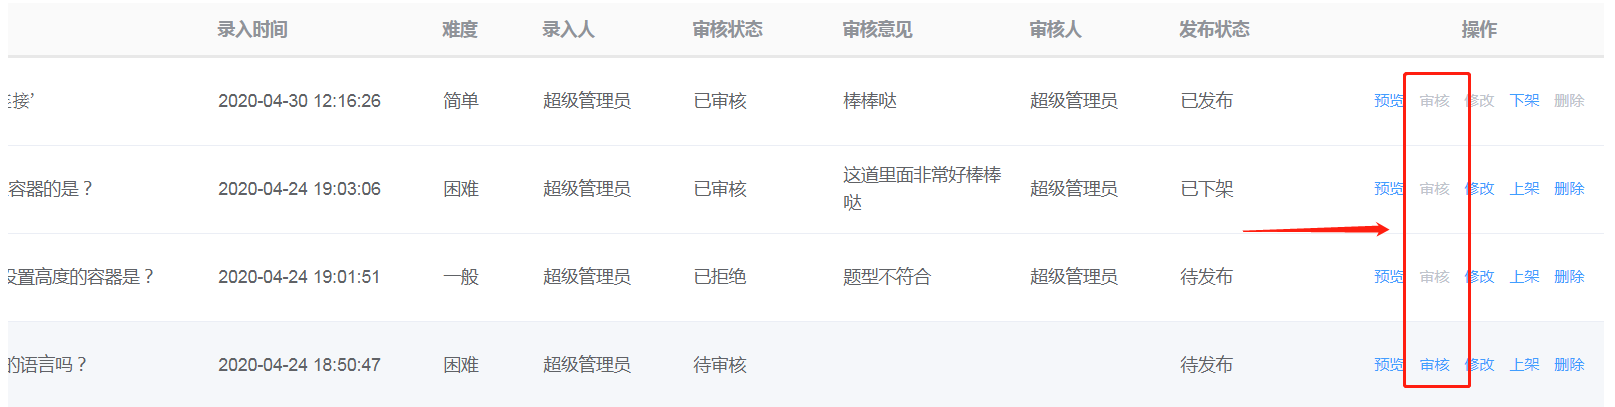 录入时间 难度 录入人 审核状态 审核意见 审核人 发布状态 操作
连接’ 2020-04-30 12:16:26 简单 超级管理员 已审核 棒棒哒 超级管理员 已发布 预览 审核 修改 下架 删除
容器的是？ 2020-04-24 19:03:06 困难 超级管理员 已审核 这道里面非常好棒棒 超级管理员 已下架 预览 审核 修改 上架 删除
哒
设置高度的容器是？ 2020-04-24 19:01:51 一般 超级管理员 已拒绝 题型不符合 超级管理员 待发布 预览 审核 修改 上架 删除
的语言吗？ 2020-04-24 18:50:47 困难 超级管理员 待审核 待发布 预览 审核 修改 上架 删除